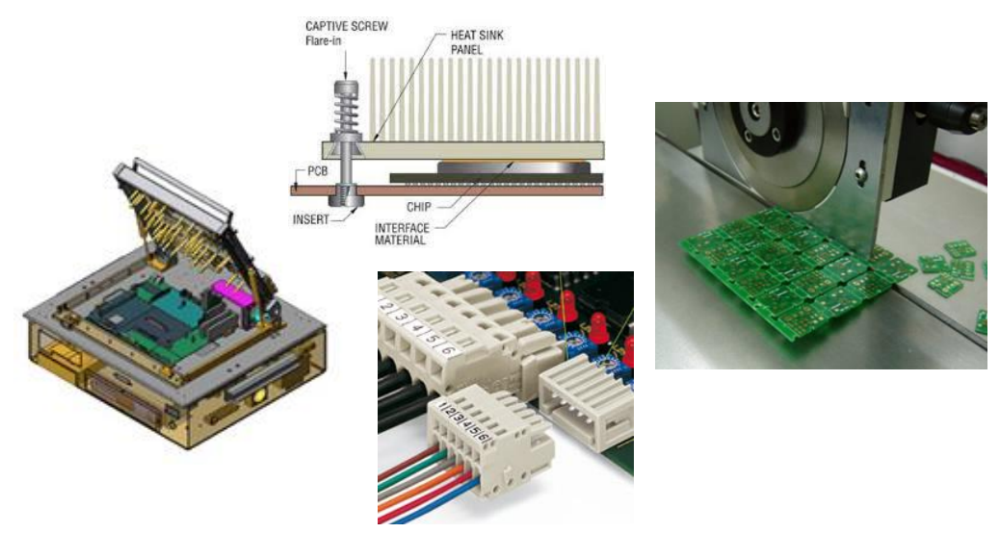 CAPTIVE SCREW
Flare-in
HEAT SINK
PANEL
PCB
CHIP
INSERT
INTERFACE
MATERIAL
2 3 4 5 6
1 2 3 4 5 6